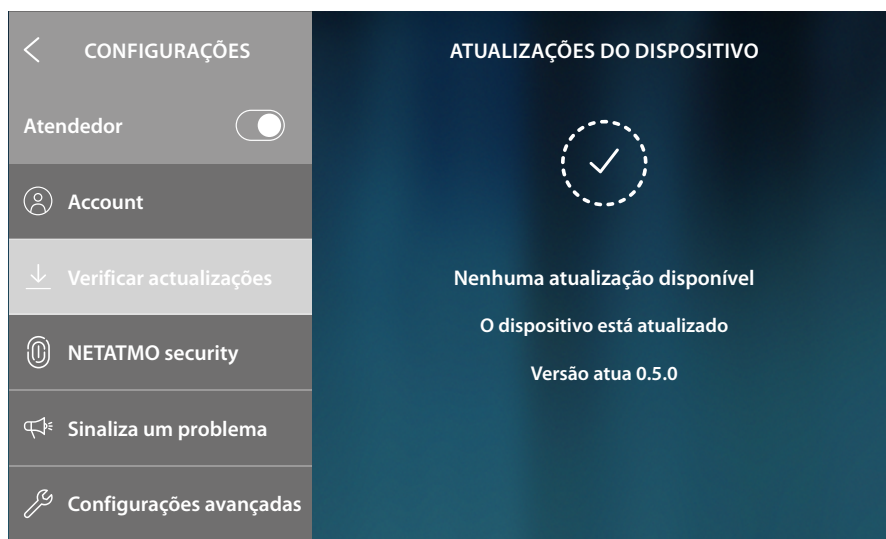 CONFIGURAÇÕES
Atendedor
Account
Verificar actualizações
NETATMO security
Sinaliza um problema
Configurações avançadas
ATUALIZAÇÕES DO DISPOSITIVO
Nenhuma atualização disponível
O dispositivo está atualizado
Versão atua 0.5.0